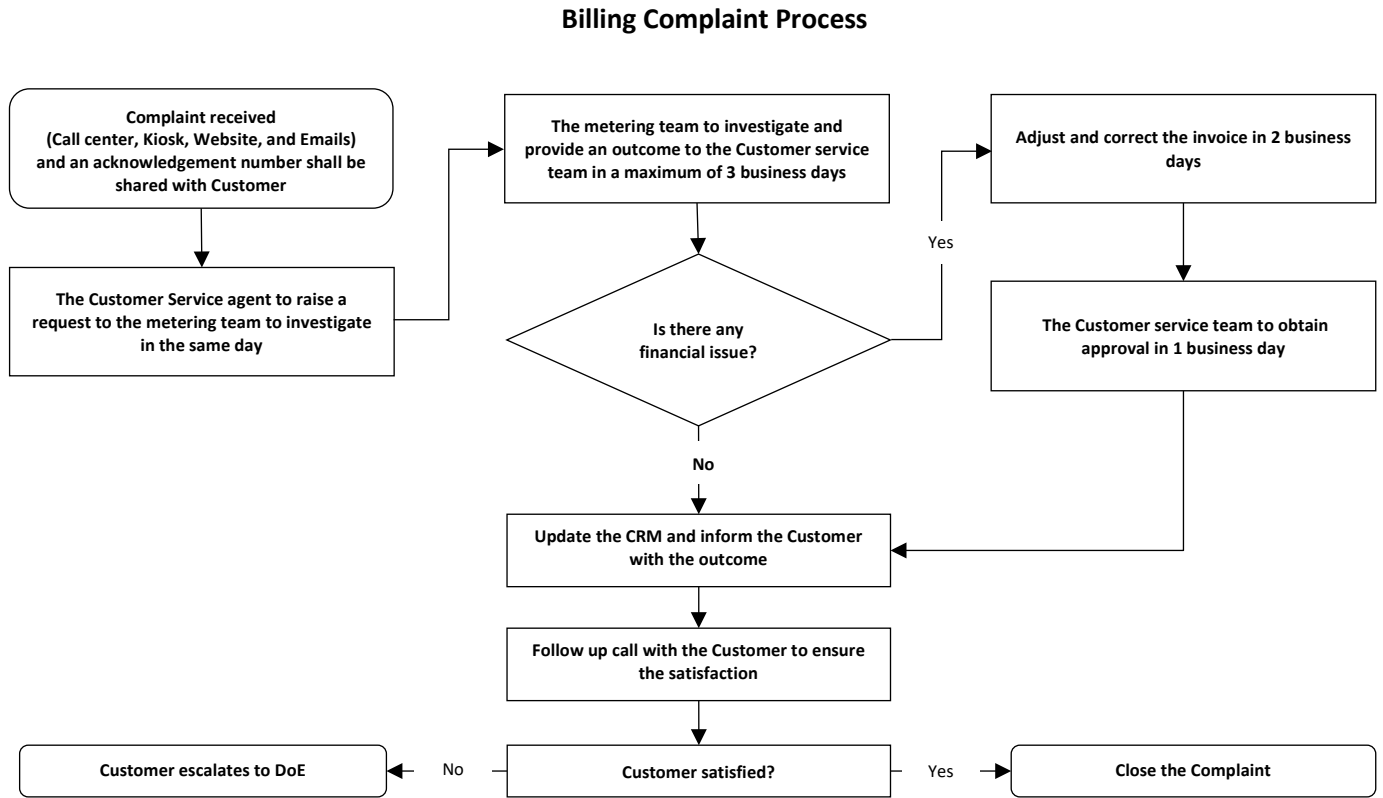 Billing Complaint Process
Complaint received
(Call center, Kiosk, Website, and Emails)
and an acknowledgement number shall be
shared with Customer
The Customer Service agent to raise a
request to the metering team to investigate
in the same day
The metering team to investigate and
provide an outcome to the Customer service
team in a maximum of 3 business days
Is there any
financial issue?
Yes
Adjust and correct the invoice in 2 business
days
The Customer service team to obtain
approval in 1 business day
No
Update the CRM and inform the Customer
with the outcome
Follow up call with the Customer to ensure
the satisfaction
Customer satisfied?
No
Customer escalates to DoE
Yes
Close the Complaint